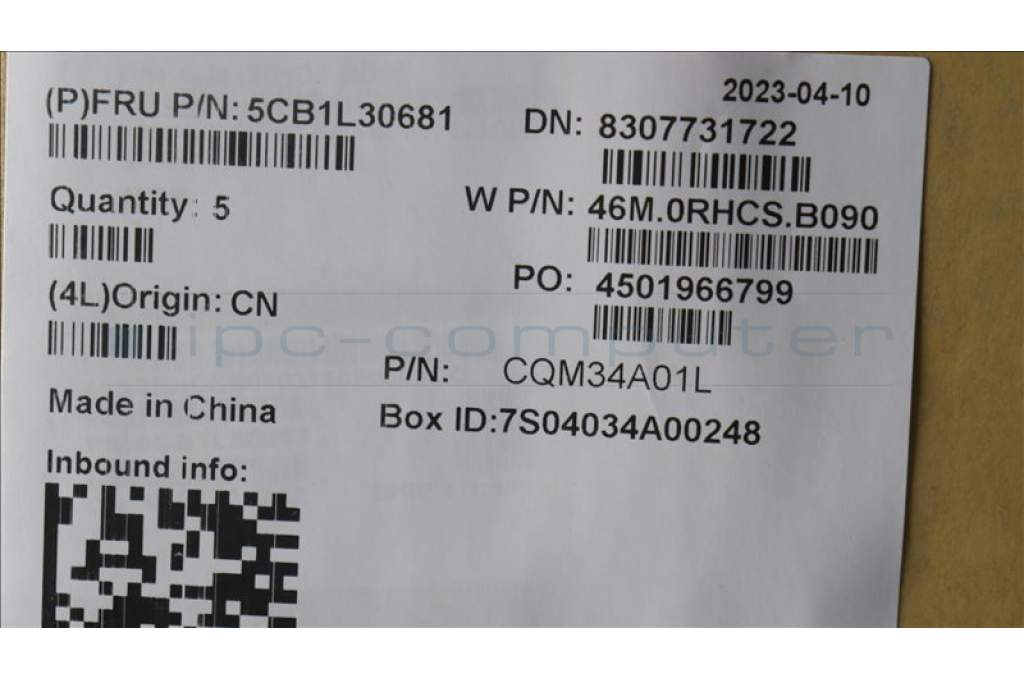 2023-04-10
(P)FRU P/N: 5CB1L30681
DN: 8307731722
Quantity: 5
W P/N: 46M.0RHCS.B090
PO: 4501966799
(4L)Origin: CN
ipc-computer
P/N: CQM34A01L
Made in China
Box ID:7S04034A00248
Inbound info: